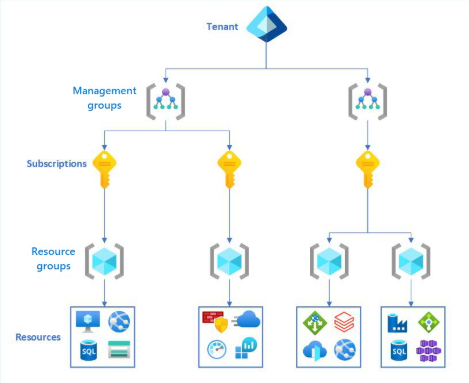 Tenant
Management
groups
Subscriptions
Resource
groups
Resources
SQL
SQL